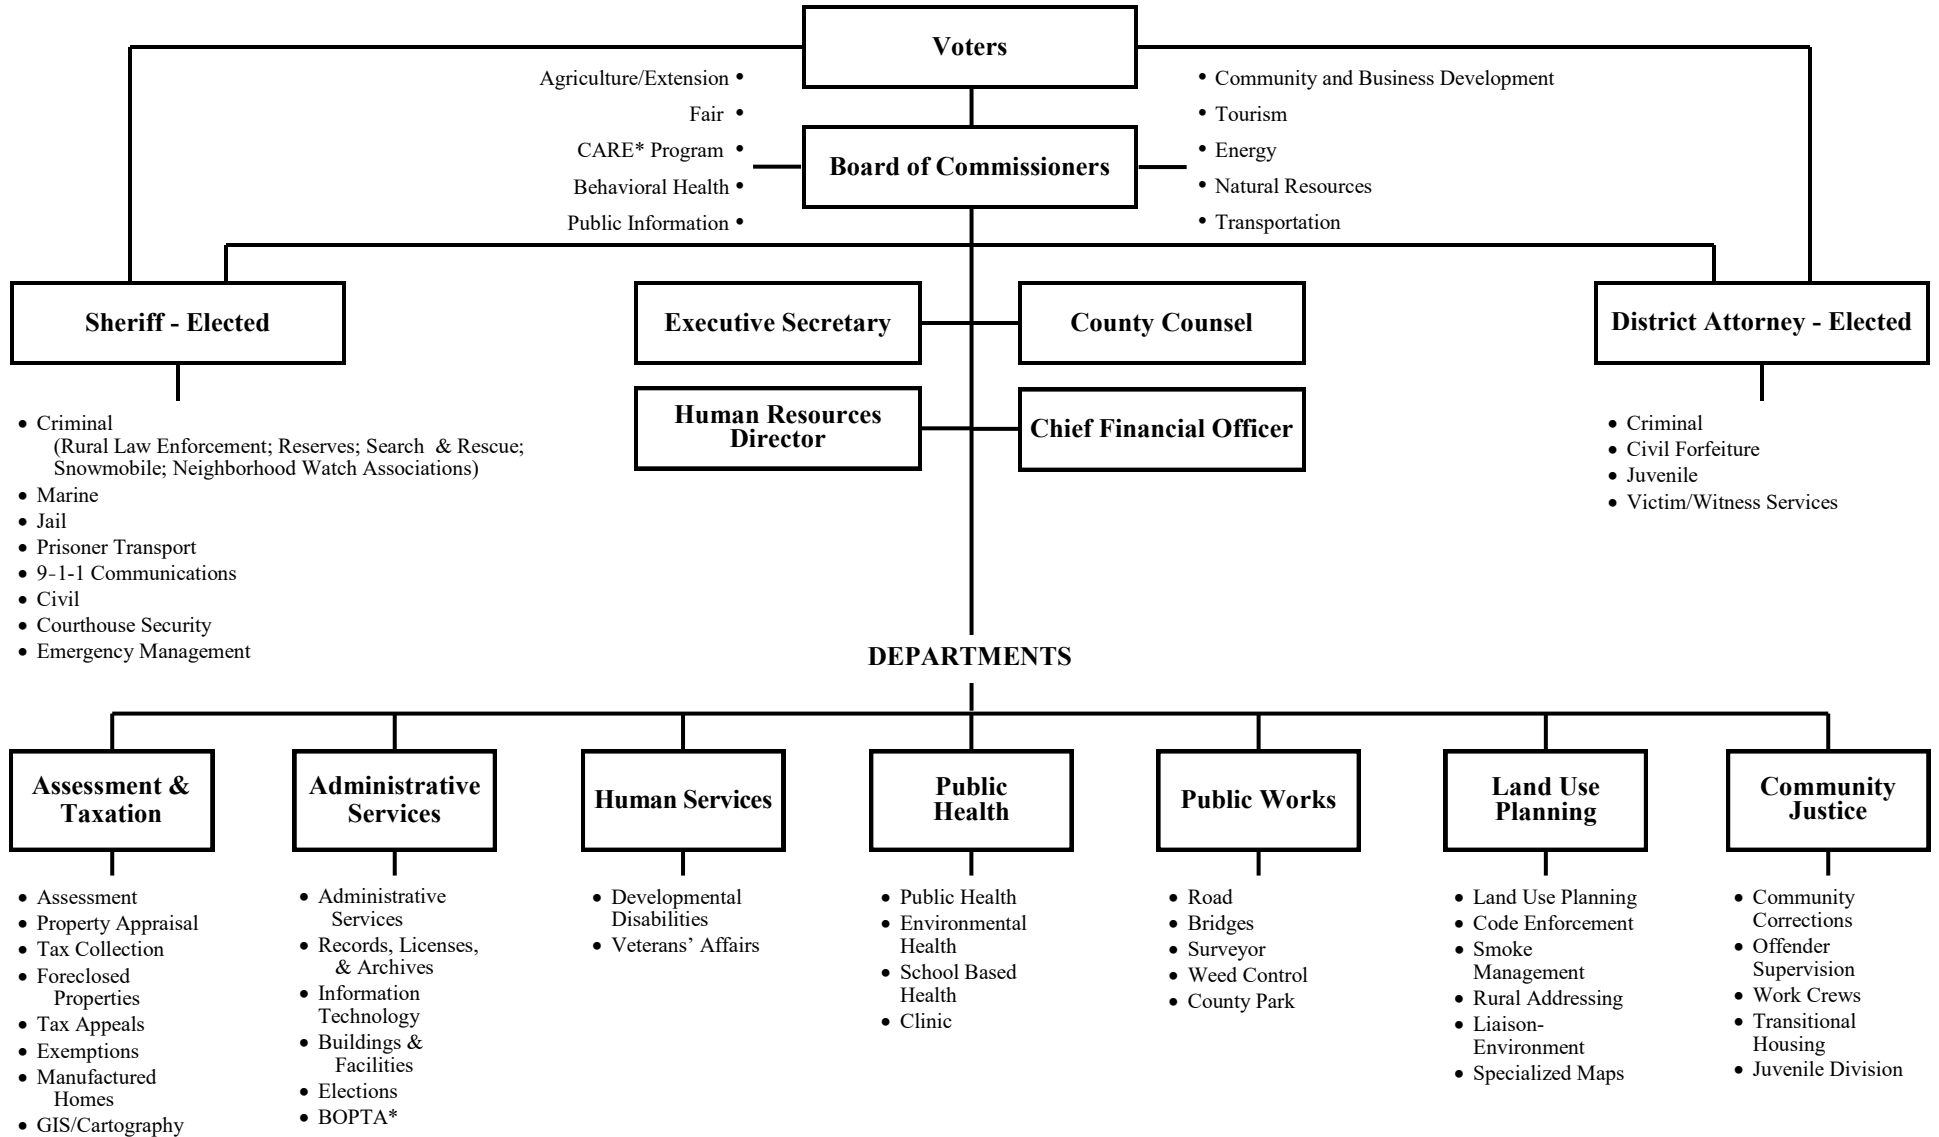 Voters
Agriculture/Extension •
Fair •
CARE* Program •
Behavioral Health •
Public Information •
• Community and Business Development
• Tourism
• Energy
• Natural Resources
• Transportation
Board of Commissioners
Sheriff - Elected
Executive Secretary
County Counsel
District Attorney - Elected
Human Resources
Director
Chief Financial Officer
• Criminal
(Rural Law Enforcement; Reserves; Search & Rescue;
Snowmobile; Neighborhood Watch Associations)
• Marine
• Jail
• Prisoner Transport
• 9-1-1 Communications
• Civil
• Courthouse Security
• Emergency Management
• Criminal
• Civil Forfeiture
• Juvenile
• Victim/Witness Services
DEPARTMENTS
Assessment &
Taxation
• Assessment
• Property Appraisal
• Tax Collection
• Foreclosed
Properties
• Tax Appeals
• Exemptions
• Manufactured
Homes
• GIS/Cartography
Administrative
Services
• Administrative
Services
• Records, Licenses,
& Archives
• Information
Technology
• Buildings &
Facilities
• Elections
• BOPTA*
Human Services
• Developmental
Disabilities
• Veterans’ Affairs
Public
Health
• Public Health
• Environmental
Health
• School Based
Health
• Clinic
Public Works
• Road
• Bridges
• Surveyor
• Weed Control
• County Park
Land Use
Planning
• Land Use Planning
• Code Enforcement
• Smoke
Management
• Rural Addressing
• Liaison-
Environment
• Specialized Maps
Community
Justice
• Community
Corrections
• Offender
Supervision
• Work Crews
• Transitional
Housing
• Juvenile Division